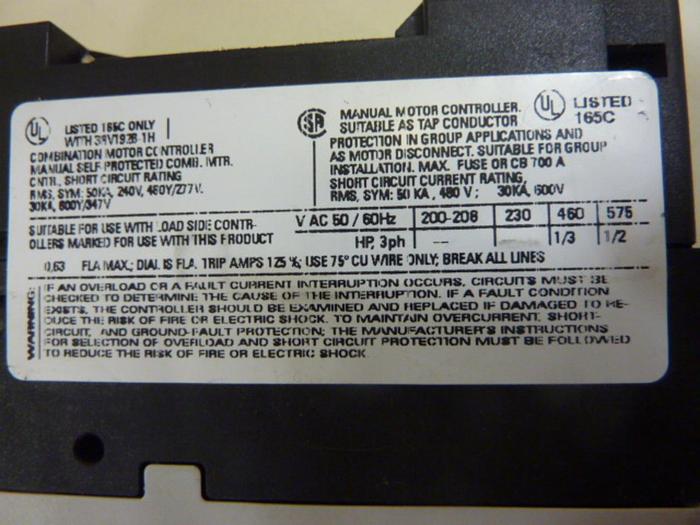 UL LISTED 165C ONLY
WITH 3RV1928-1H
COMBINATION MOTOR CONTROLLER
MANUAL SELF PROTECTED COMB. MTR.
CNTR., SHORT CIRCUIT RATING
RMS, SYM: 50KA, 240V, 480Y/277V.
30KA, 600Y/347V
SUITABLE FOR USE WITH LOAD SIDE CONTR-
OLLERS MARKED FOR USE WITH THIS PRODUCT
SA
MANUAL MOTOR CONTROLLER.
SUITABLE AS TAP CONDUCTOR
PROTECTION IN GROUP APPLICATIONS AND
AS MOTOR DISCONNECT. SUITABLE FOR GROUP
INSTALLATION. MAX. FUSE OR CB 700 A
SHORT CIRCUIT CURRENT RATING,
RMS, SYM: 50 KA, 480 V; 30KA, 600V
UL LISTED
165C
V AC 50 / 60Hz 200-208 230 460 575
HP, 3ph --- --- 1/3 1/2
0,63 FLA MAX.; DIAL IS FLA. TRIP AMPS 125 %; USE 75° CU WIRE ONLY; BREAK ALL LINES
WARNING:
IF AN OVERLOAD OR A FAULT CURRENT INTERRUPTION OCCURS, CIRCUITS MUST BE
CHECKED TO DETERMINE THE CAUSE OF THE INTERRUPTION. IF A FAULT CONDITION
EXISTS, THE CONTROLLER SHOULD BE EXAMINED AND REPLACED IF DAMAGED TO RE-
DUCE THE RISK OF FIRE OR ELECTRIC SHOCK. TO MAINTAIN OVERCURRENT, SHORT-
CIRCUIT, AND GROUND-FAULT PROTECTION, THE MANUFACTURER'S INSTRUCTIONS
FOR SELECTION OF OVERLOAD AND SHORT CIRCUIT PROTECTION MUST BE FOLLOWED
TO REDUCE THE RISK OF FIRE OR ELECTRIC SHOCK.